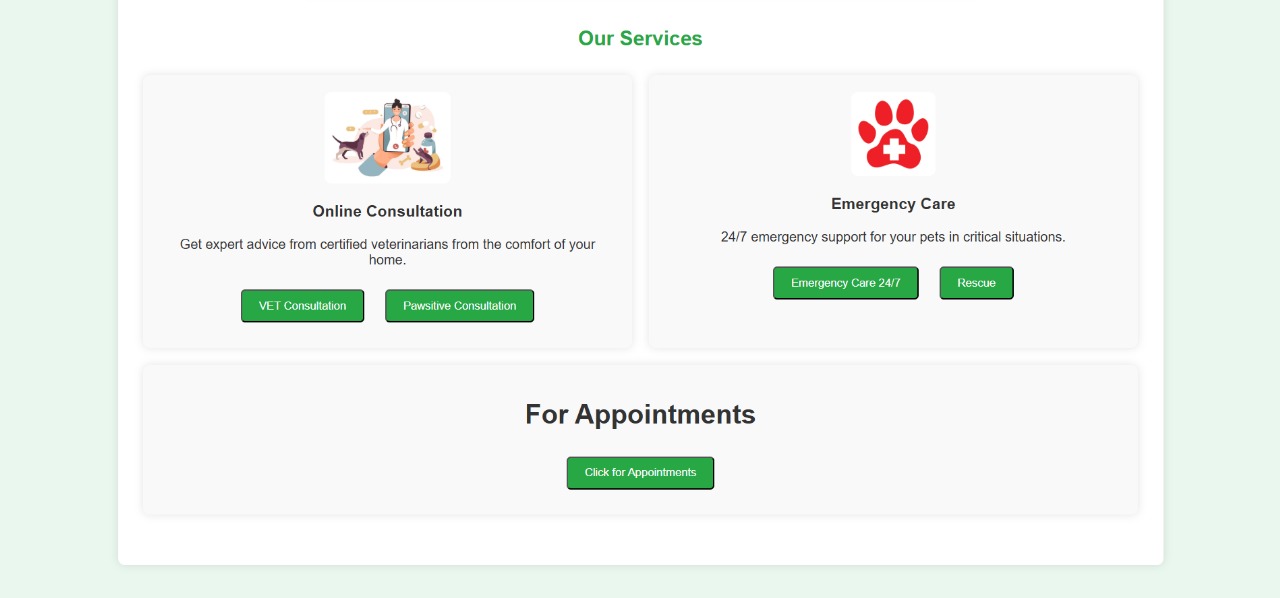 Our Services
Online Consultation
Get expert advice from certified veterinarians from the comfort of your
home.
VET Consultation
Pawsitive Consultation
Emergency Care
24/7 emergency support for your pets in critical situations.
Emergency Care 24/7
Rescue
For Appointments
Click for Appointments